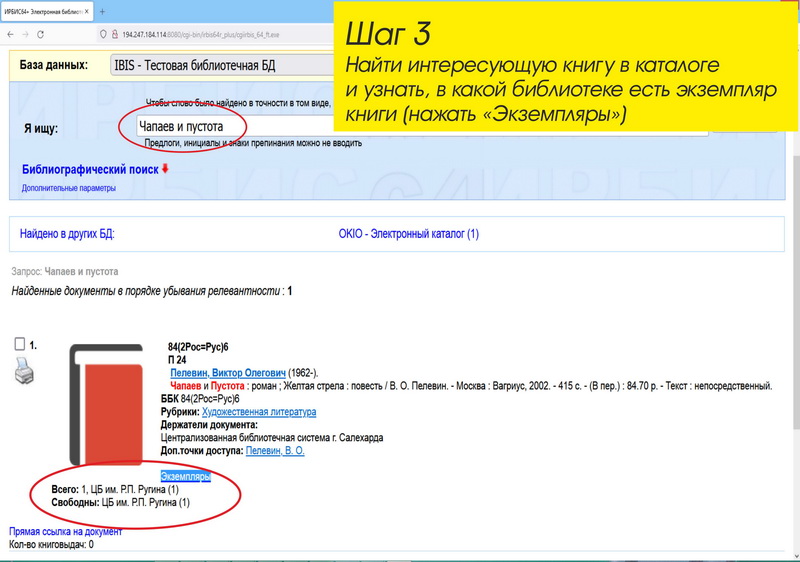 ИРБИС64+ Электронная библиот
194.247.184.114:8080/cgi-bin/irbis64r_plus/cgiirbis_64_ft.exe
Шаг 3
Найти интересующую книгу в каталоге
и узнать, в какой библиотеке есть экземпляр
книги (нажать «Экземпляры»)
База данных: IBIS - Тестовая библиотечная БД
Чтобы слово было найдено в точности в том виде,
Я ищу: Чапаев и пустота
Предлоги, инициалы и знаки препинания можно не вводить
Библиографический поиск
Дополнительные параметры
Найдено в других БД: OKIO - Электронный каталог (1)
Запрос: Чапаев и пустота
Найденные документы в порядке убывания релевантности : 1
1.
84(2Рос=Рус)6
П 24
Пелевин, Виктор Олегович (1962-).
Чапаев и Пустота : роман ; Желтая стрела : повесть / В. О. Пелевин. - Москва : Вагриус, 2002. - 415 с. - (В пер.) : 84.70 р. - Текст : непосредственный.
ББК 84(2Рос=Рус)6
Рубрики: Художественная литература
Держатели документа:
Централизованная библиотечная система г. Салехарда
Доп.точки доступа: Пелевин, В. О.
Экземпляры
Всего: 1, ЦБ им. Р.П. Ругина (1)
Свободны: ЦБ им. Р.П. Ругина (1)
Прямая ссылка на документ
Кол-во книговыдач: 0